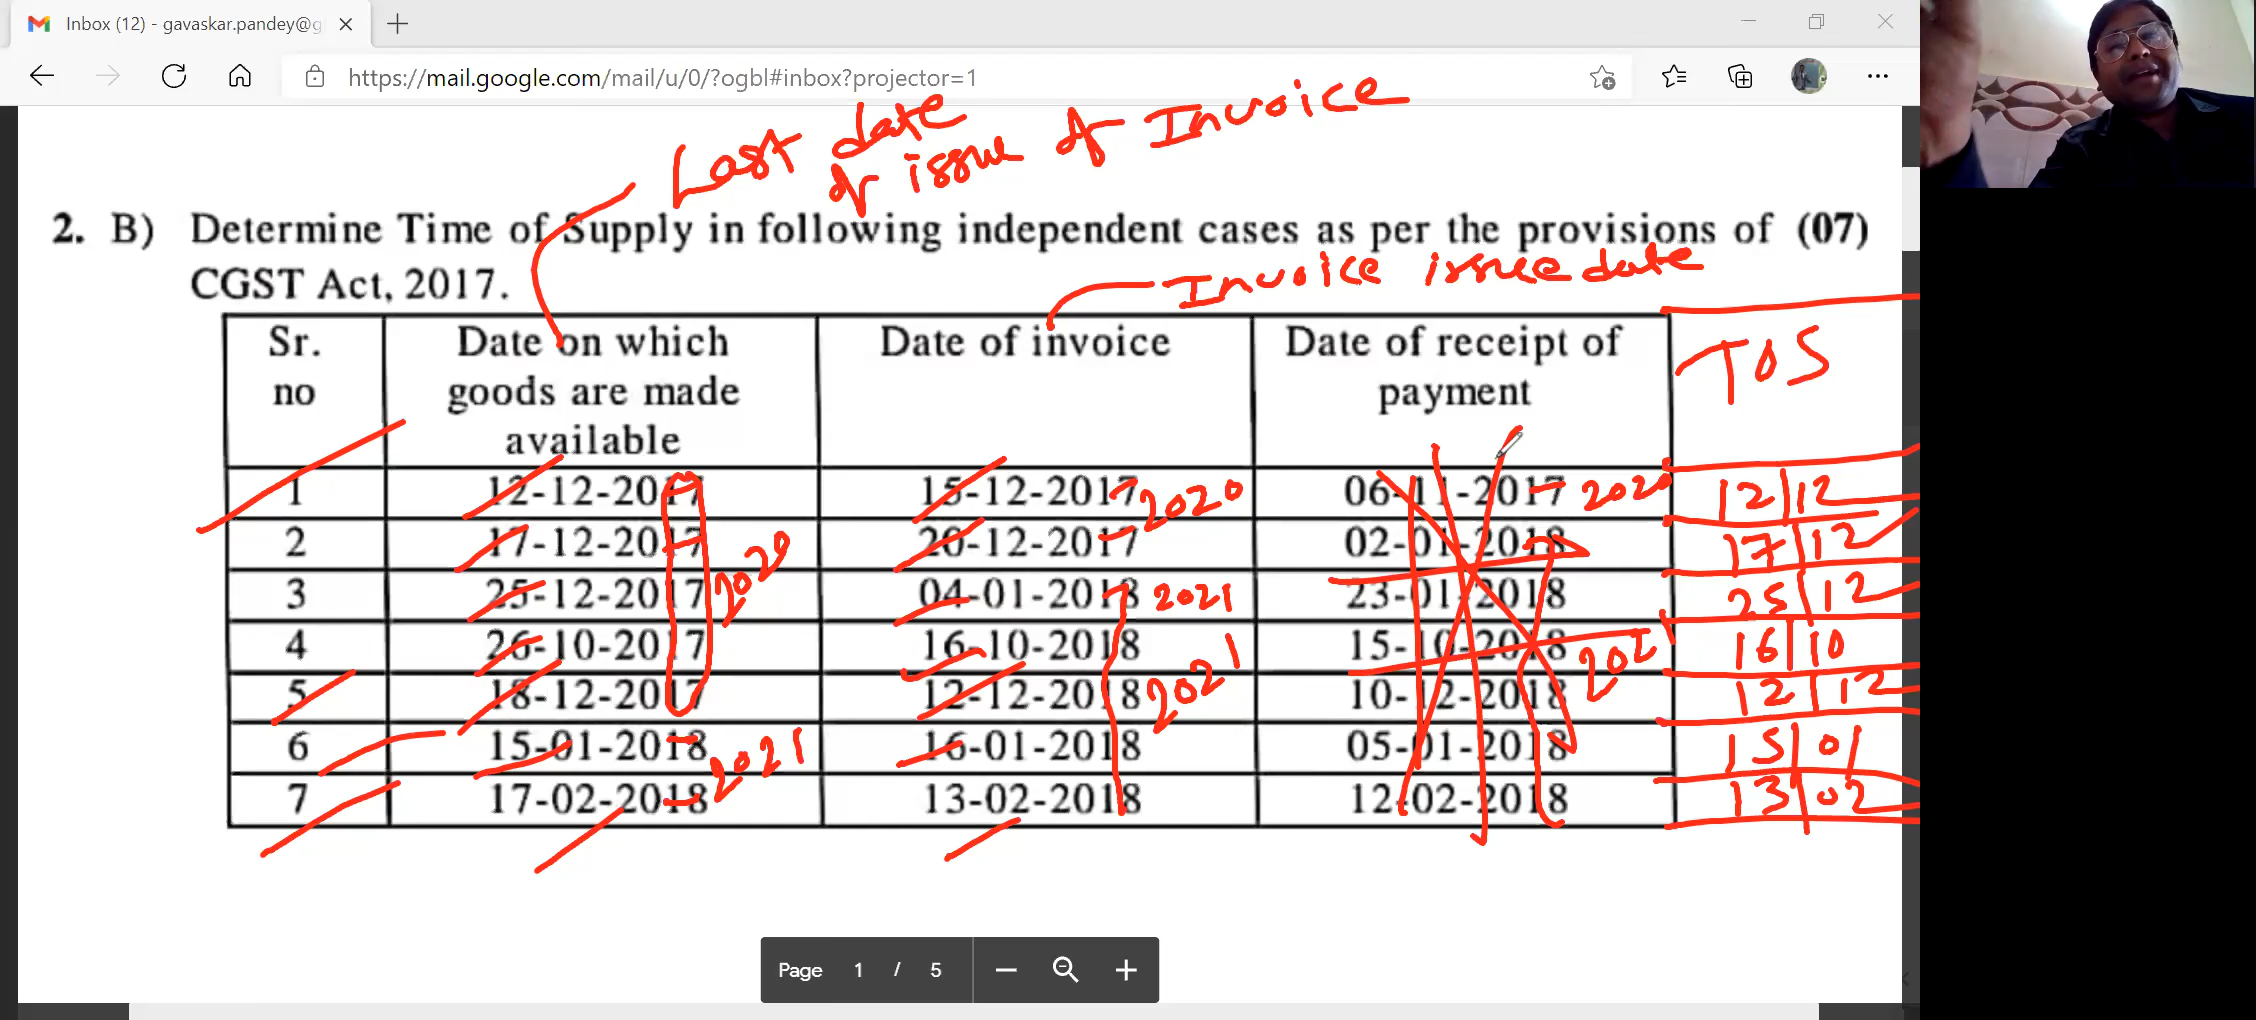 Inbox (12) - gavaskar.pandey@g
https://mail.google.com/mail/u/0/?ogbl#inbox?projector=1
Last date
of issue of Invoice
2. B) Determine Time of Supply in following independent cases as per the provisions of (07)
CGST Act, 2017.
Invoice issue date
Sr. no Date on which goods are made available Date of invoice Date of receipt of payment TOS
1 12-12-2017 15-12-2017 2020 06-11-2017 2020 12/12
2 17-12-2017 2020 20-12-2017 02-01-2018 17/12
3 25-12-2017 04-01-2018 2021 23-01-2018 25/12
4 26-10-2017 16-10-2018 15-10-2018 2021 16/10
5 18-12-2017 12-12-2018 2021 10-12-2018 12/12
6 15-01-2018 2021 16-01-2018 05-01-2018 15/01
7 17-02-2018 13-02-2018 12-02-2018 13/02
Page 1 / 5